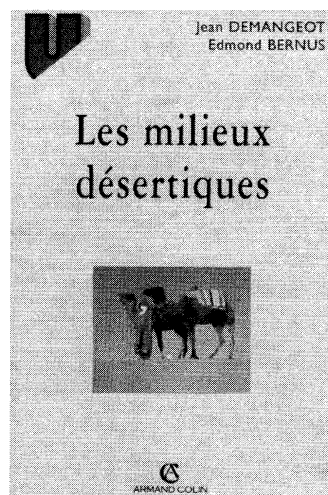 Jean DEMANGEOT
Edmond BERNUS
Les milieux
désertiques
ARMAND COLIN